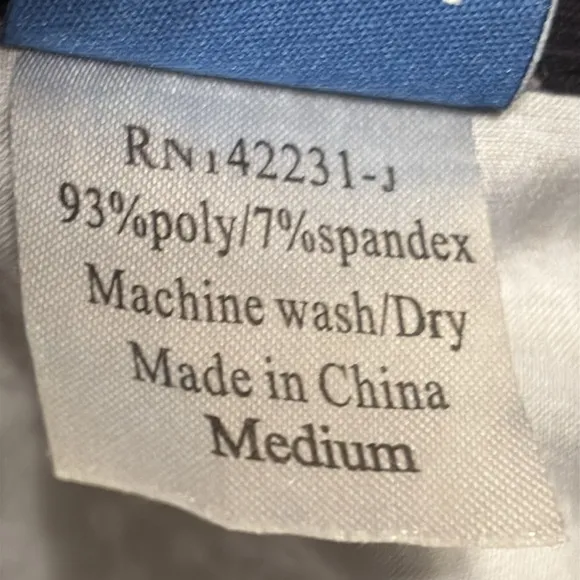 RN142231-J
93%poly/7%spandex
Machine wash/Dry
Made in China
Medium